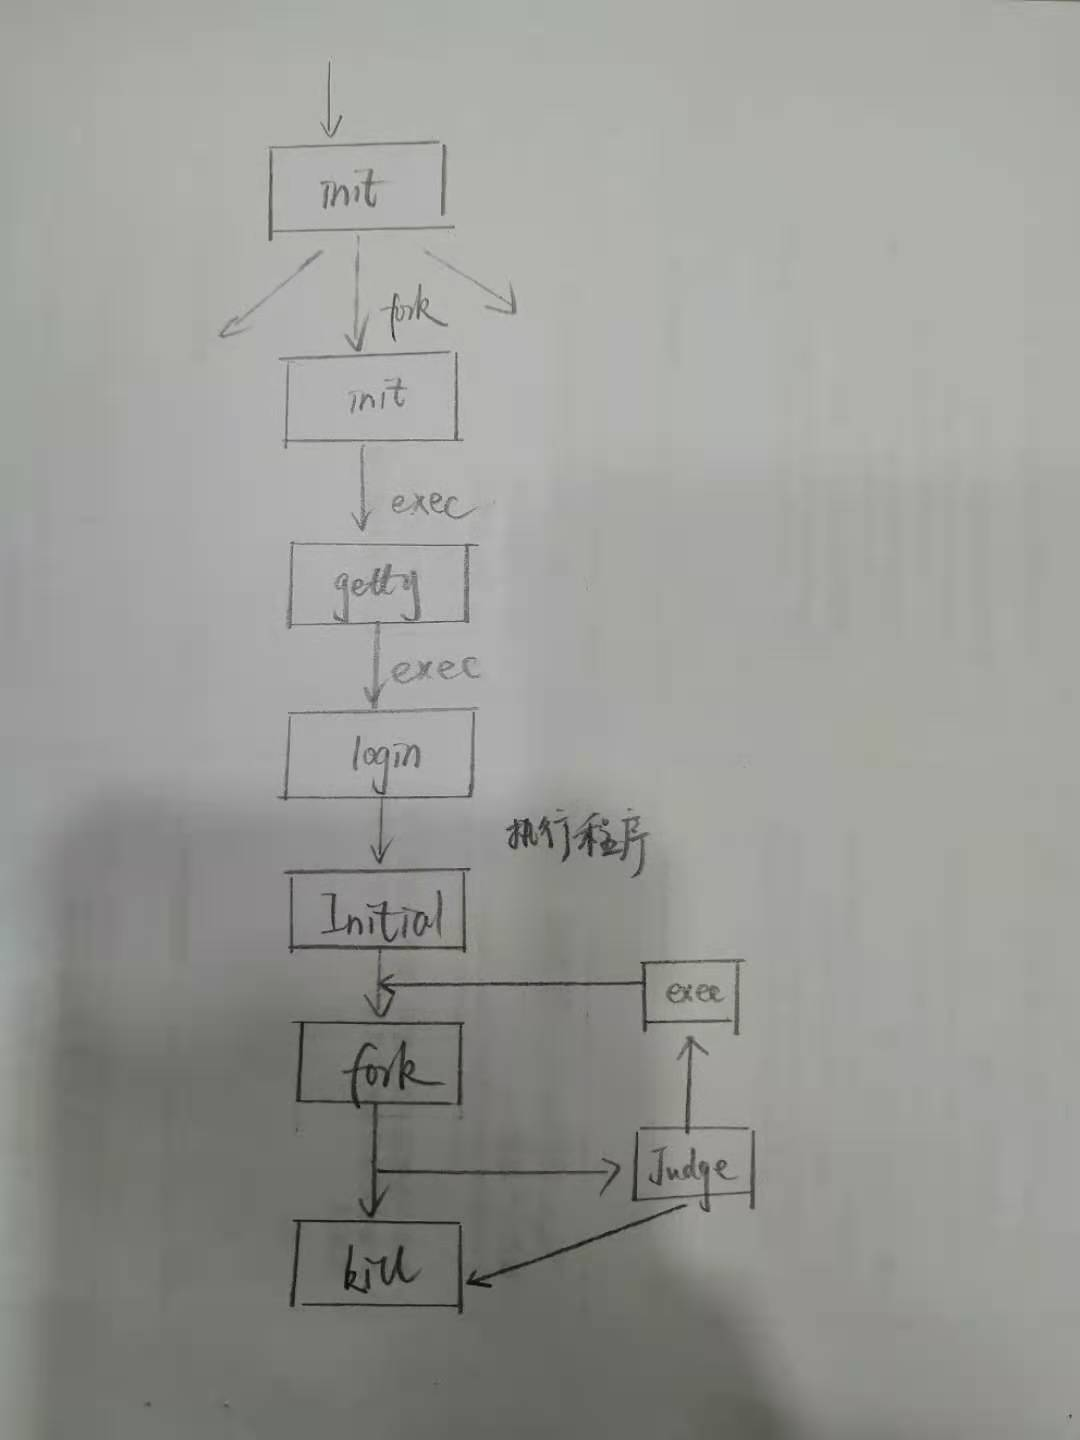 init
fork
init
exec
getty
exec
login
执行程序
Initial
exec
fork
Judge
kill